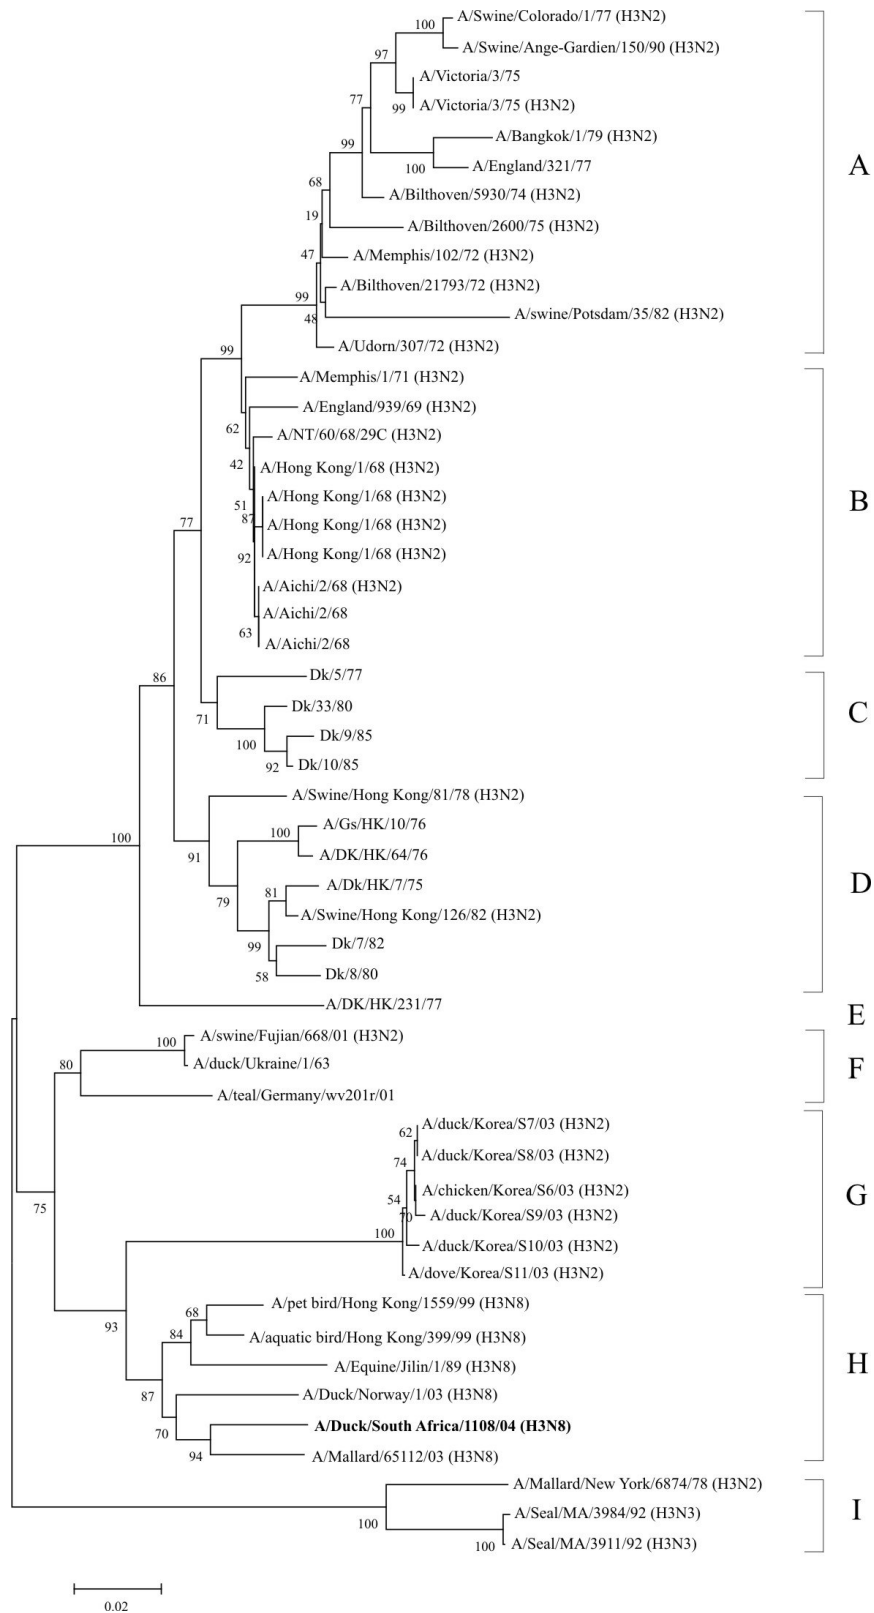 A/Swine/Colorado/1/77 (H3N2)
100
A/Swine/Ange-Gardien/150/90 (H3N2)
97
A/Victoria/3/75
77
99
A/Victoria/3/75 (H3N2)
A/Bangkok/1/79 (H3N2)
99
100
A/England/321/77
A
68
A/Bilthoven/5930/74 (H3N2)
19
A/Bilthoven/2600/75 (H3N2)
47
A/Memphis/102/72 (H3N2)
99
A/Bilthoven/21793/72 (H3N2)
48
A/swine/Potsdam/35/82 (H3N2)
99
A/Udorn/307/72 (H3N2)
A/Memphis/1/71 (H3N2)
A/England/939/69 (H3N2)
62
A/NT/60/68/29C (H3N2)
42
A/Hong Kong/1/68 (H3N2)
A/Hong Kong/1/68 (H3N2)
B
51
87
77
A/Hong Kong/1/68 (H3N2)
92
A/Hong Kong/1/68 (H3N2)
A/Aichi/2/68 (H3N2)
A/Aichi/2/68
63
A/Aichi/2/68
86
Dk/5/77
71
Dk/33/80
C
100
Dk/9/85
92
Dk/10/85
A/Swine/Hong Kong/81/78 (H3N2)
100
100
A/Gs/HK/10/76
91
A/DK/HK/64/76
79
81
A/Dk/HK/7/75
D
A/Swine/Hong Kong/126/82 (H3N2)
99
Dk/7/82
58
Dk/8/80
A/DK/HK/231/77
E
A/swine/Fujian/668/01 (H3N2)
100
80
A/duck/Ukraine/1/63
F
A/teal/Germany/wv201r/01
A/duck/Korea/S7/03 (H3N2)
62
A/duck/Korea/S8/03 (H3N2)
74
A/chicken/Korea/S6/03 (H3N2)
G
54
75
70
A/duck/Korea/S9/03 (H3N2)
100
A/duck/Korea/S10/03 (H3N2)
A/dove/Korea/S11/03 (H3N2)
A/pet bird/Hong Kong/1559/99 (H3N8)
68
93
84
A/aquatic bird/Hong Kong/399/99 (H3N8)
A/Equine/Jilin/1/89 (H3N8)
H
87
A/Duck/Norway/1/03 (H3N8)
70
A/Duck/South Africa/1108/04 (H3N8)
94
A/Mallard/65112/03 (H3N8)
A/Mallard/New York/6874/78 (H3N2)
A/Seal/MA/3984/92 (H3N3)
I
100
100
A/Seal/MA/3911/92 (H3N3)
0.02